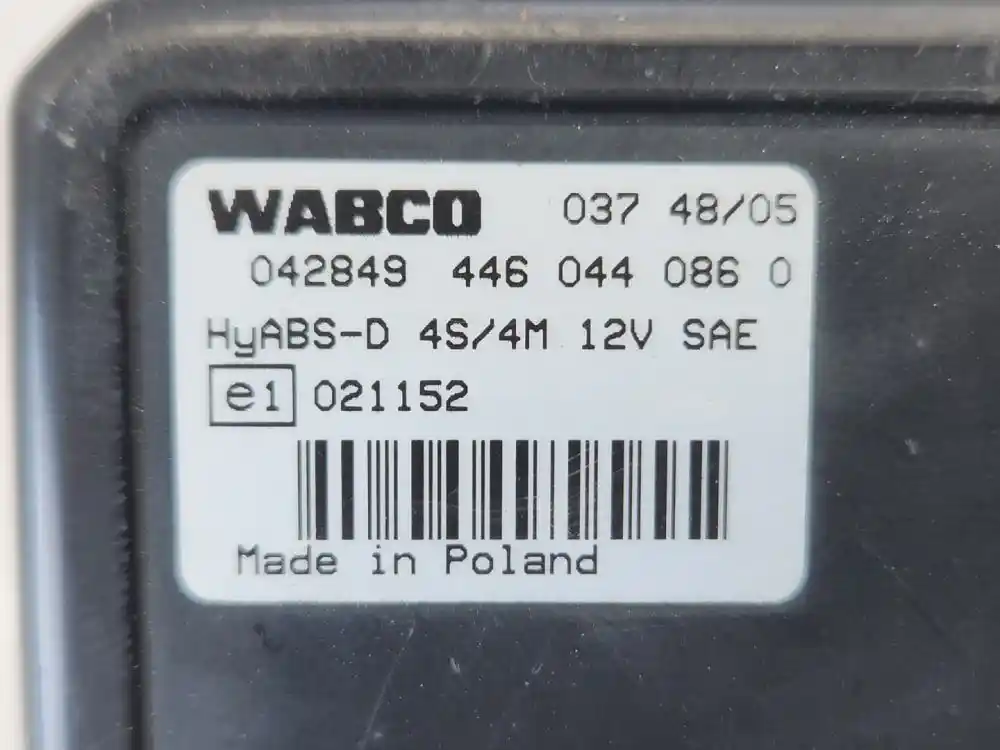 WABCO 037 48/05
042849 446 044 086 0
HyABS-D 4S/4M 12V SAE
e1 021152
Made in Poland